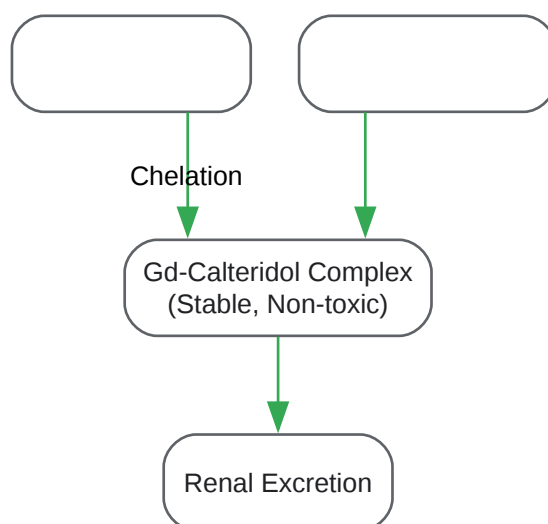 Chelation
Gd-Calteridol Complex
(Stable, Non-toxic)
Renal Excretion